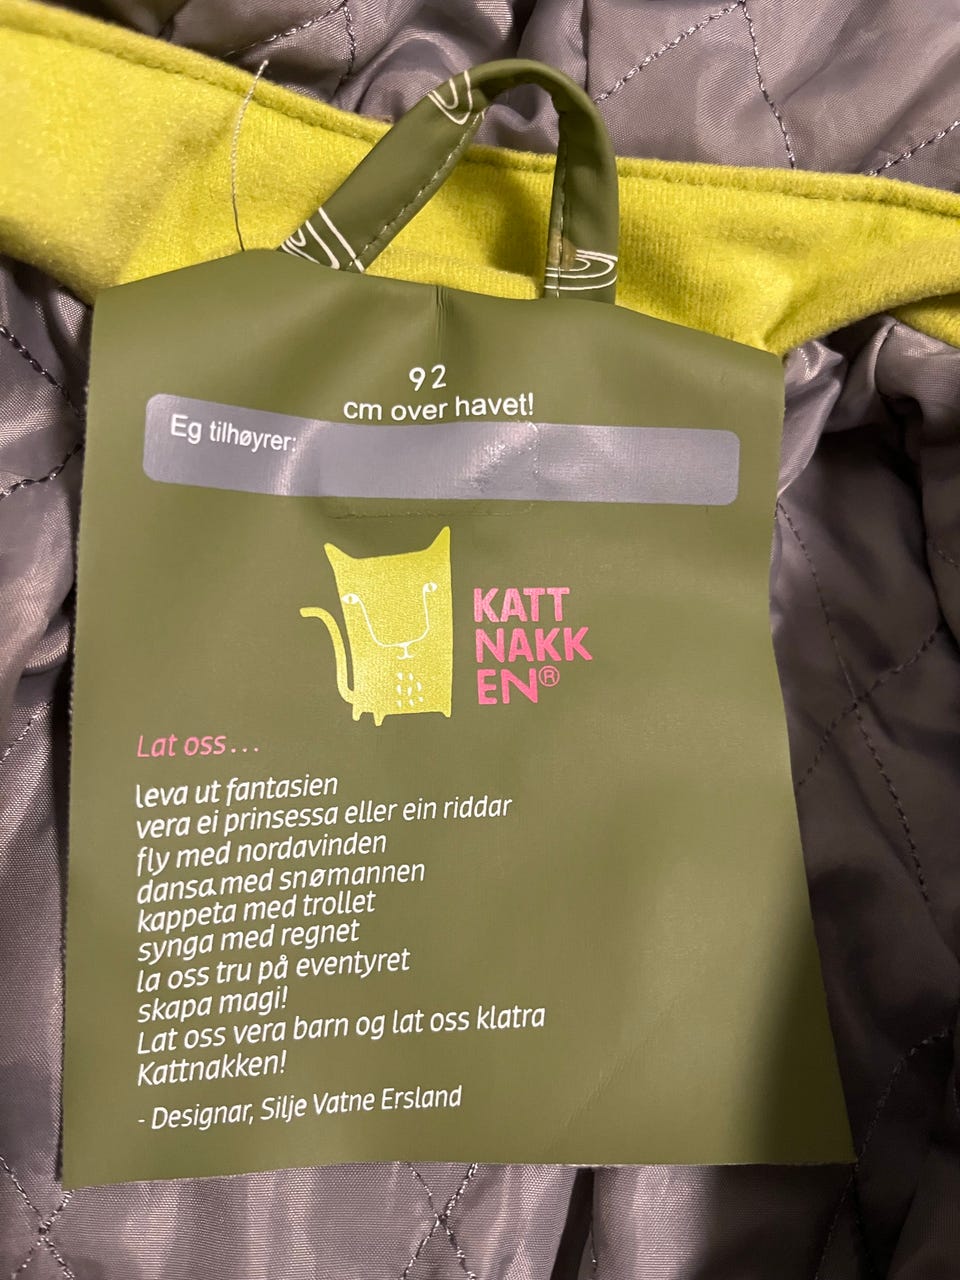 92
cm over havet!
Eg tilhøyrer:
KATT
NAKK
EN®
Lat oss...
leva ut fantasien
vera ei prinsessa eller ein riddar
fly med nordavinden
dansa med snømannen
kappeta med trollet
synga med regnet
la oss tru på eventyret
skapa magi!
Lat oss vera barn og lat oss klatra
Kattnakken!
- Designar, Silje Vatne Ersland